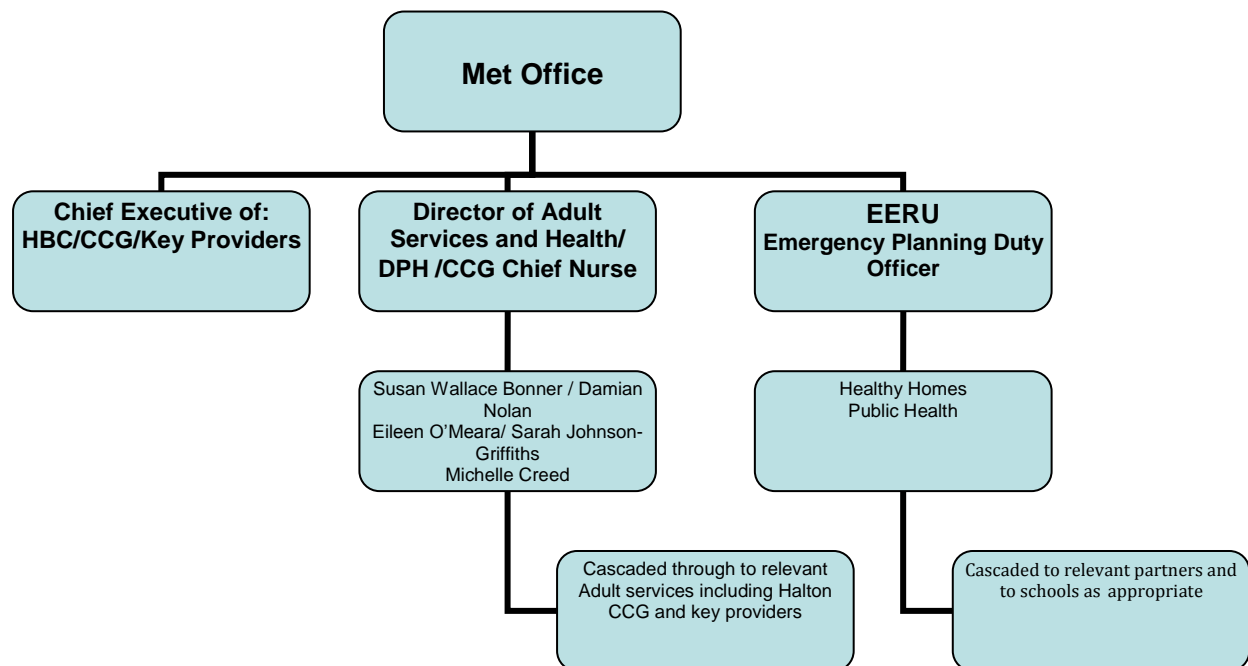 Met Office
Chief Executive of:
HBC/CCG/Key Providers
Director of Adult
Services and Health/
DPH /CCG Chief Nurse
EERU
Emergency Planning Duty
Officer
Susan Wallace Bonner / Damian
Nolan
Eileen O’Meara/ Sarah Johnson-
Griffiths
Michelle Creed
Healthy Homes
Public Health
Cascaded through to relevant
Adult services including Halton
CCG and key providers
Cascaded to relevant partners and
to schools as appropriate